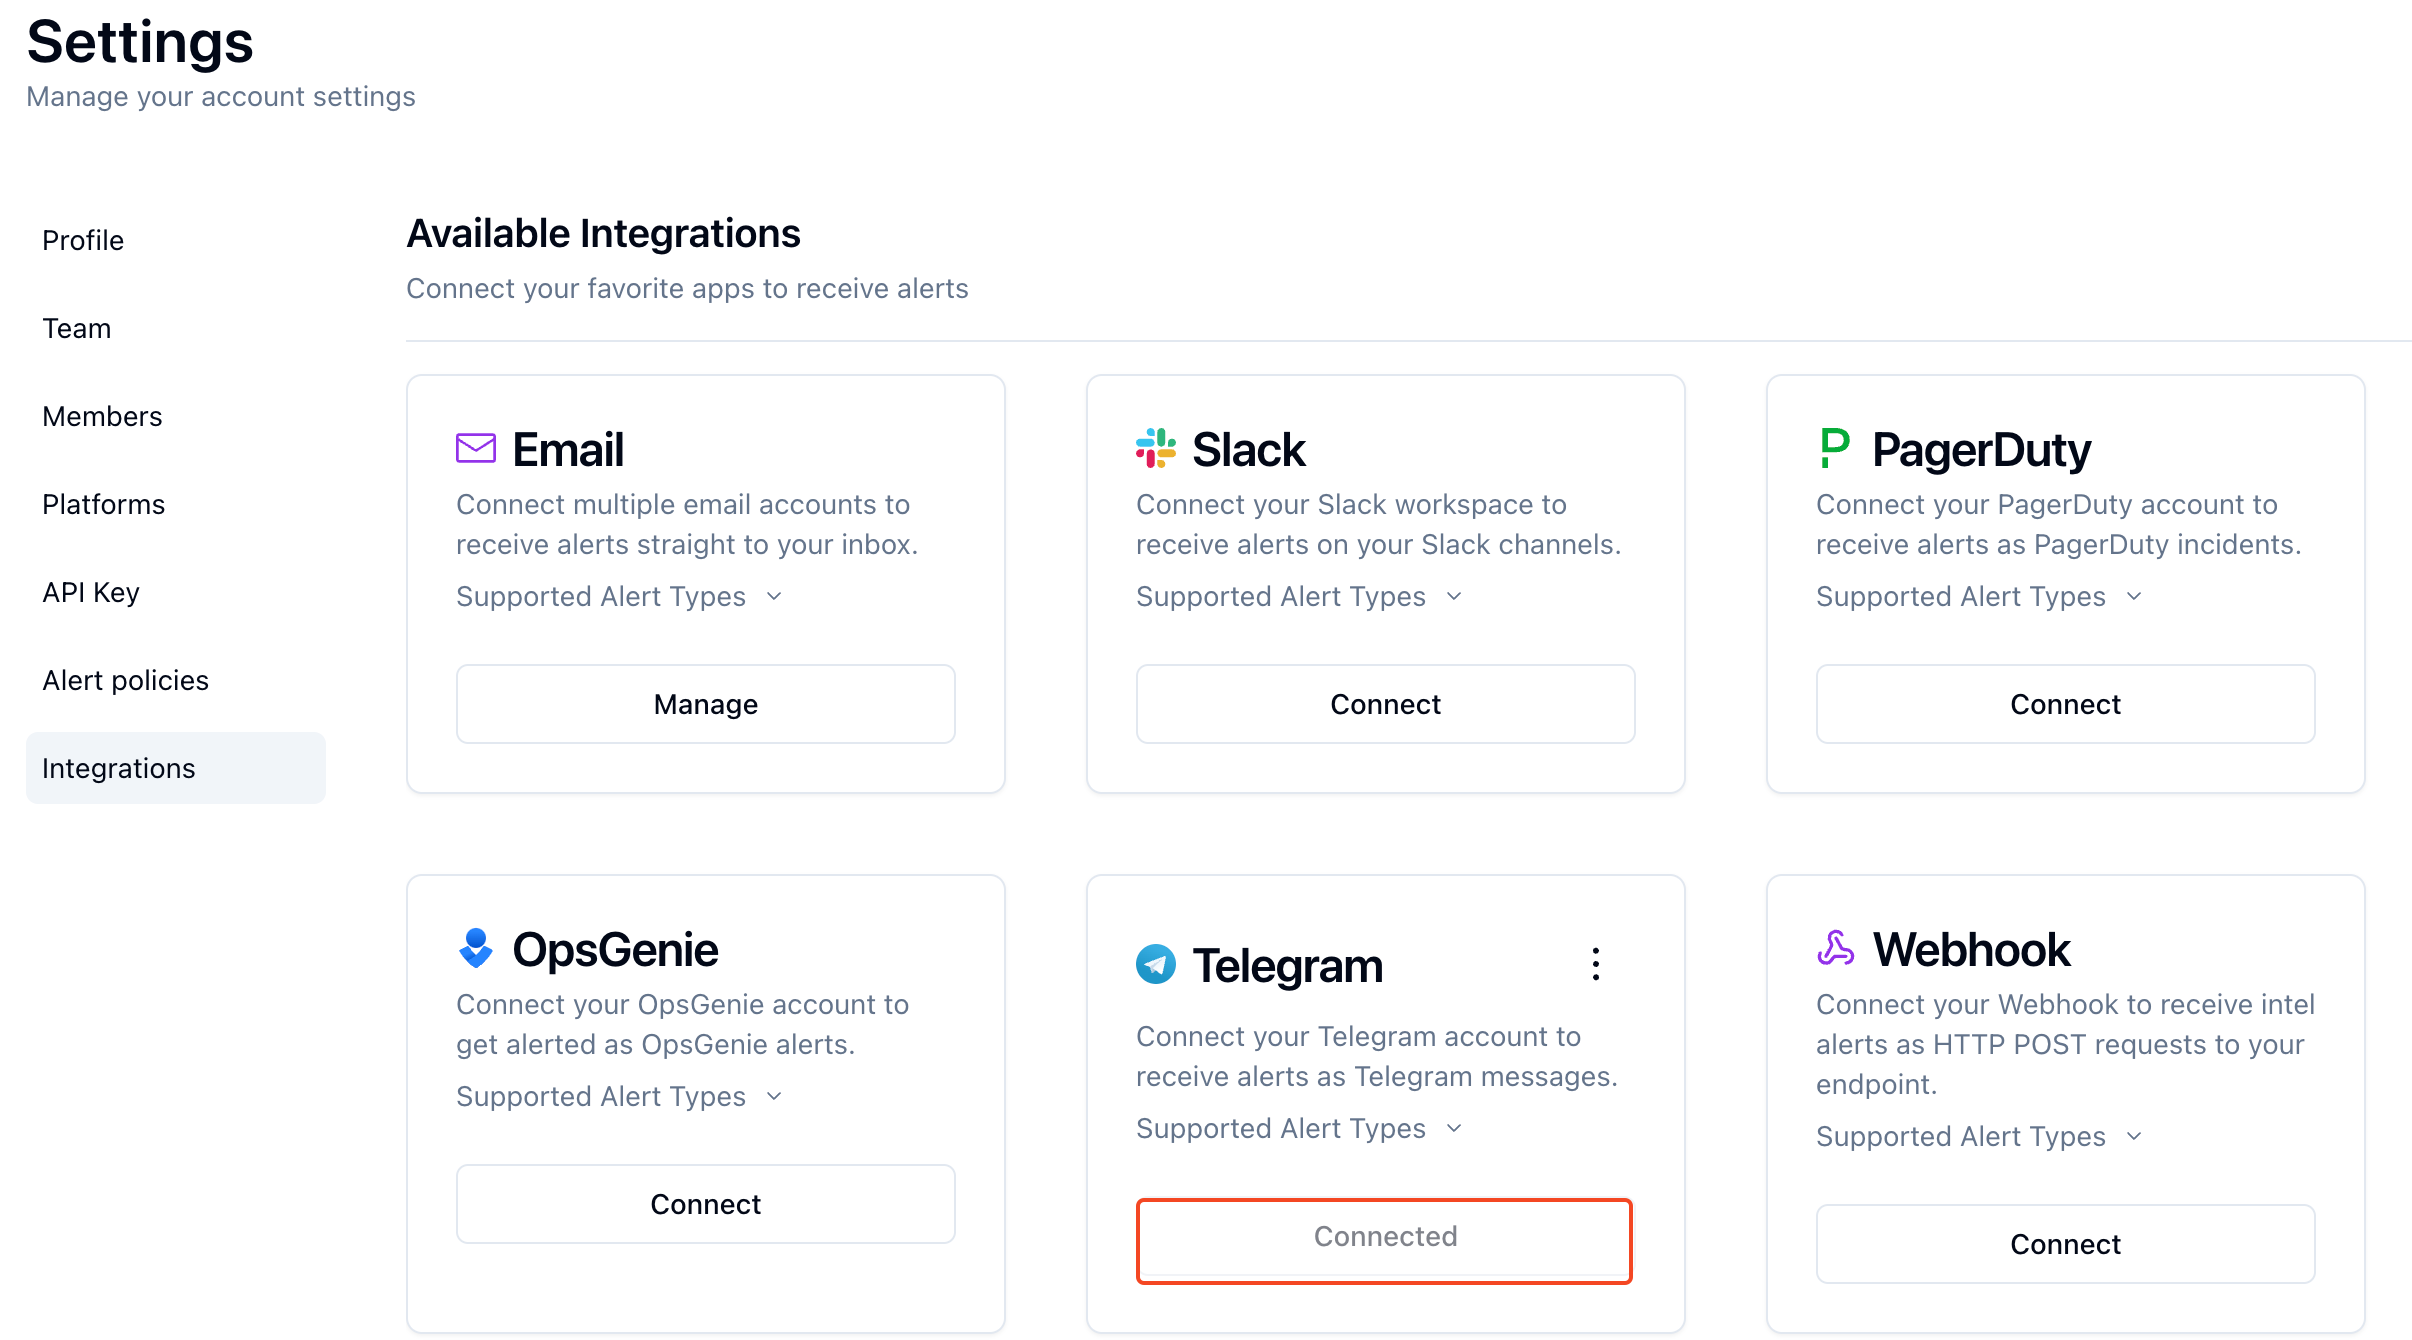 Settings
Manage your account settings
Profile
Team
Members
Platforms
API Key
Alert policies
Integrations
Available Integrations
Connect your favorite apps to receive alerts
Email
Connect multiple email accounts to
receive alerts straight to your inbox.
Supported Alert Types
Manage
Slack
Connect your Slack workspace to
receive alerts on your Slack channels.
Supported Alert Types
Connect
PagerDuty
Connect your PagerDuty account to
receive alerts as PagerDuty incidents.
Supported Alert Types
Connect
OpsGenie
Connect your OpsGenie account to
get alerted as OpsGenie alerts.
Supported Alert Types
Connect
Telegram
Connect your Telegram account to
receive alerts as Telegram messages.
Supported Alert Types
Connected
Webhook
Connect your Webhook to receive intel
alerts as HTTP POST requests to your
endpoint.
Supported Alert Types
Connect